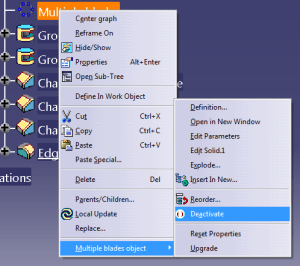 Multiple blades
Gro
Gro
Cha
Cha
Cha
Edg
ations
Center graph
Reframe On
Hide/Show
Properties Alt+Enter
Open Sub-Tree
Define In Work Object
Cut Ctrl+X
Copy Ctrl+C
Paste Ctrl+V
Paste Special...
Delete Del
Parents/Children...
Local Update
Replace...
Multiple blades object
Definition...
Open in New Window
Edit Parameters
Edit Solid.1
Explode...
Insert In New...
Reorder...
Deactivate
Reset Properties
Upgrade